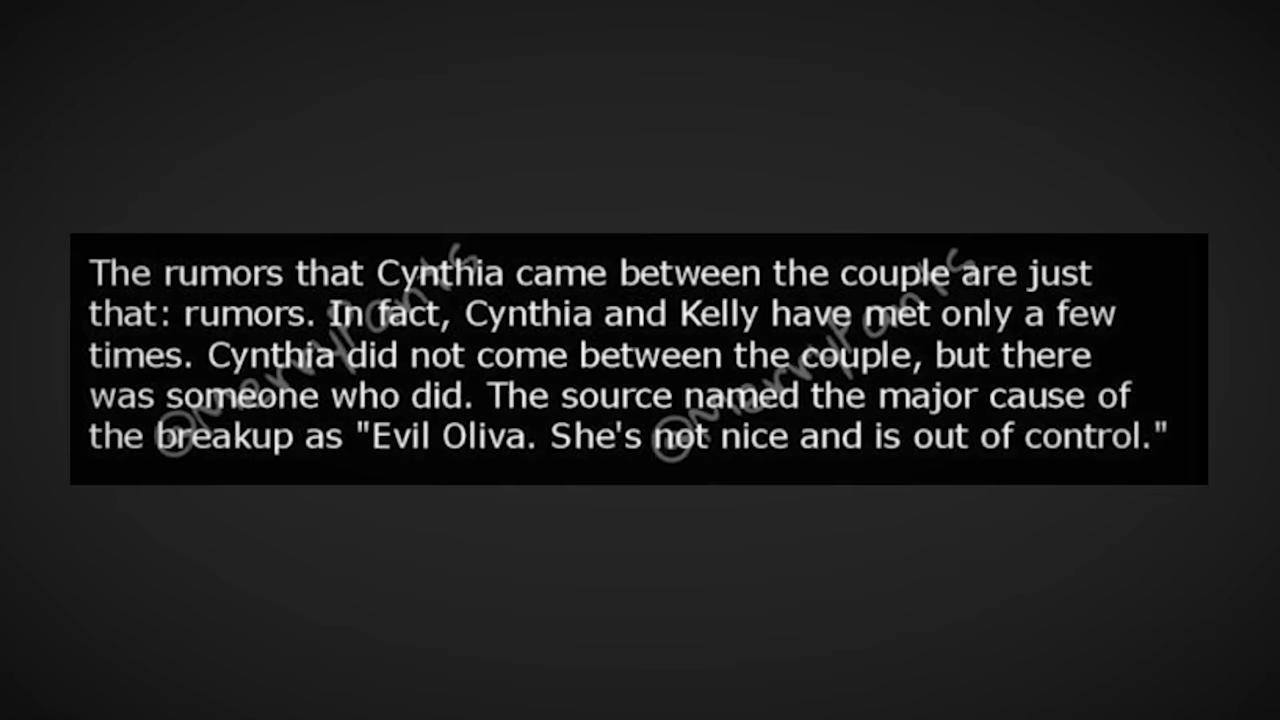 The rumors that Cynthia came between the couple are just
that: rumors. In fact, Cynthia and Kelly have met only a few
times. Cynthia did not come between the couple, but there
was someone who did. The source named the major cause of
the breakup as "Evil Oliva. She's not nice and is out of control."
@merryPants
@merryPants